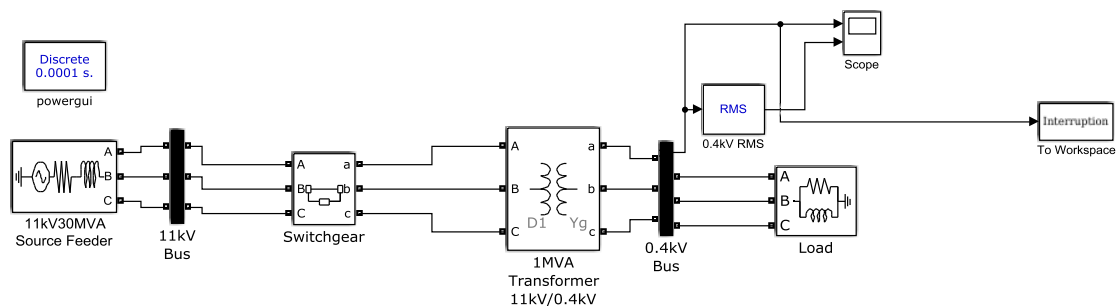 Discrete
0.0001 s.
powergui
Scope
RMS
0.4kV RMS
Interruption
To Workspace
A
B
C
11kV30MVA
Source Feeder
11kV
Bus
A
B
C
a
b
c
Switchgear
A
B
C
a
b
c
D1
Yg
1MVA
Transformer
11kV/0.4kV
0.4kV
Bus
A
B
C
Load